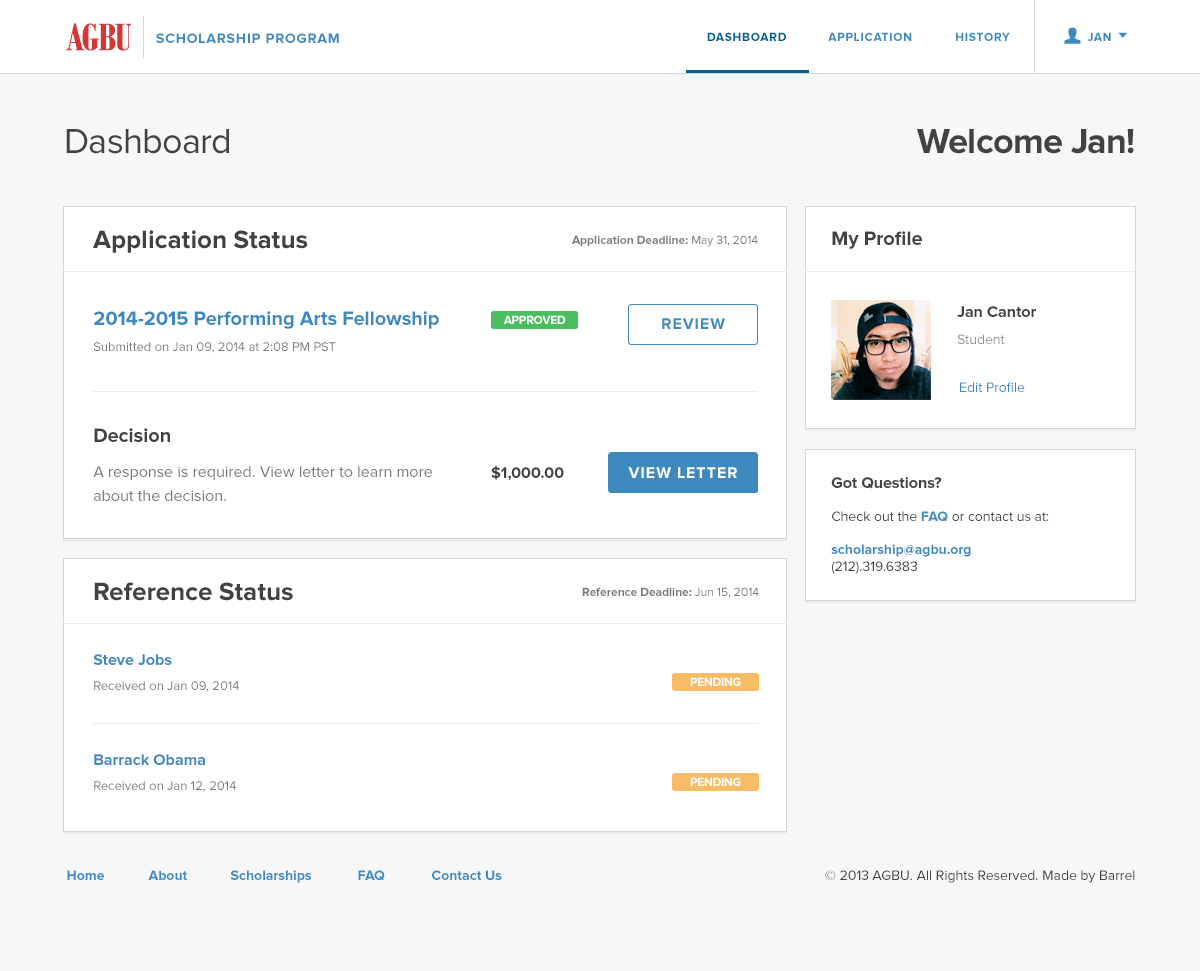 AGBU SCHOLARSHIP PROGRAM
DASHBOARD APPLICATION HISTORY JAN
Dashboard
Welcome Jan!
Application Status
Application Deadline: May 31, 2014
2014-2015 Performing Arts Fellowship
APPROVED
REVIEW
Submitted on Jan 09, 2014 at 2:08 PM PST
Decision
A response is required. View letter to learn more
about the decision.
$1,000.00
VIEW LETTER
Reference Status
Reference Deadline: Jun 15, 2014
Steve Jobs
Received on Jan 09, 2014
PENDING
Barrack Obama
Received on Jan 12, 2014
PENDING
My Profile
Jan Cantor
Student
Edit Profile
Got Questions?
Check out the FAQ or contact us at:
scholarship@agbu.org
(212).319.6383
Home About Scholarships FAQ Contact Us
© 2013 AGBU. All Rights Reserved. Made by Barrel